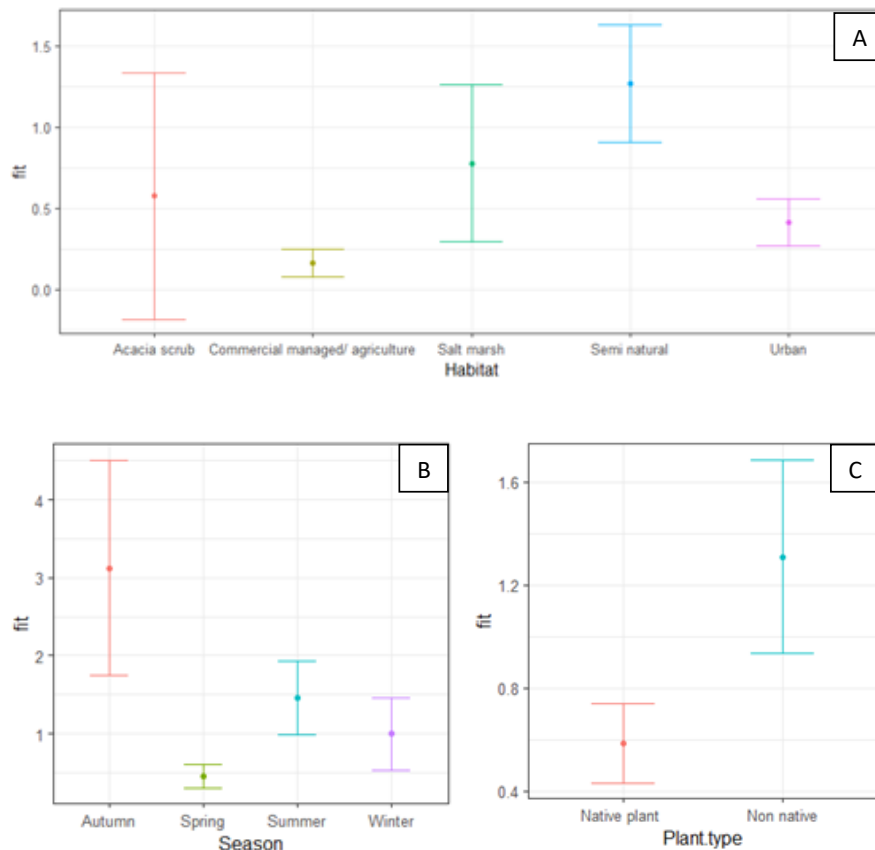 A
1.5
1.0
0.5
0.0
fit
Acacia scrub Commercial managed/ agriculture Salt marsh Semi natural Urban
Habitat
B
4
3
2
1
fit
Autumn Spring Summer Winter
Season
C
1.6
1.2
0.8
0.4
fit
Native plant Non native
Plant.type